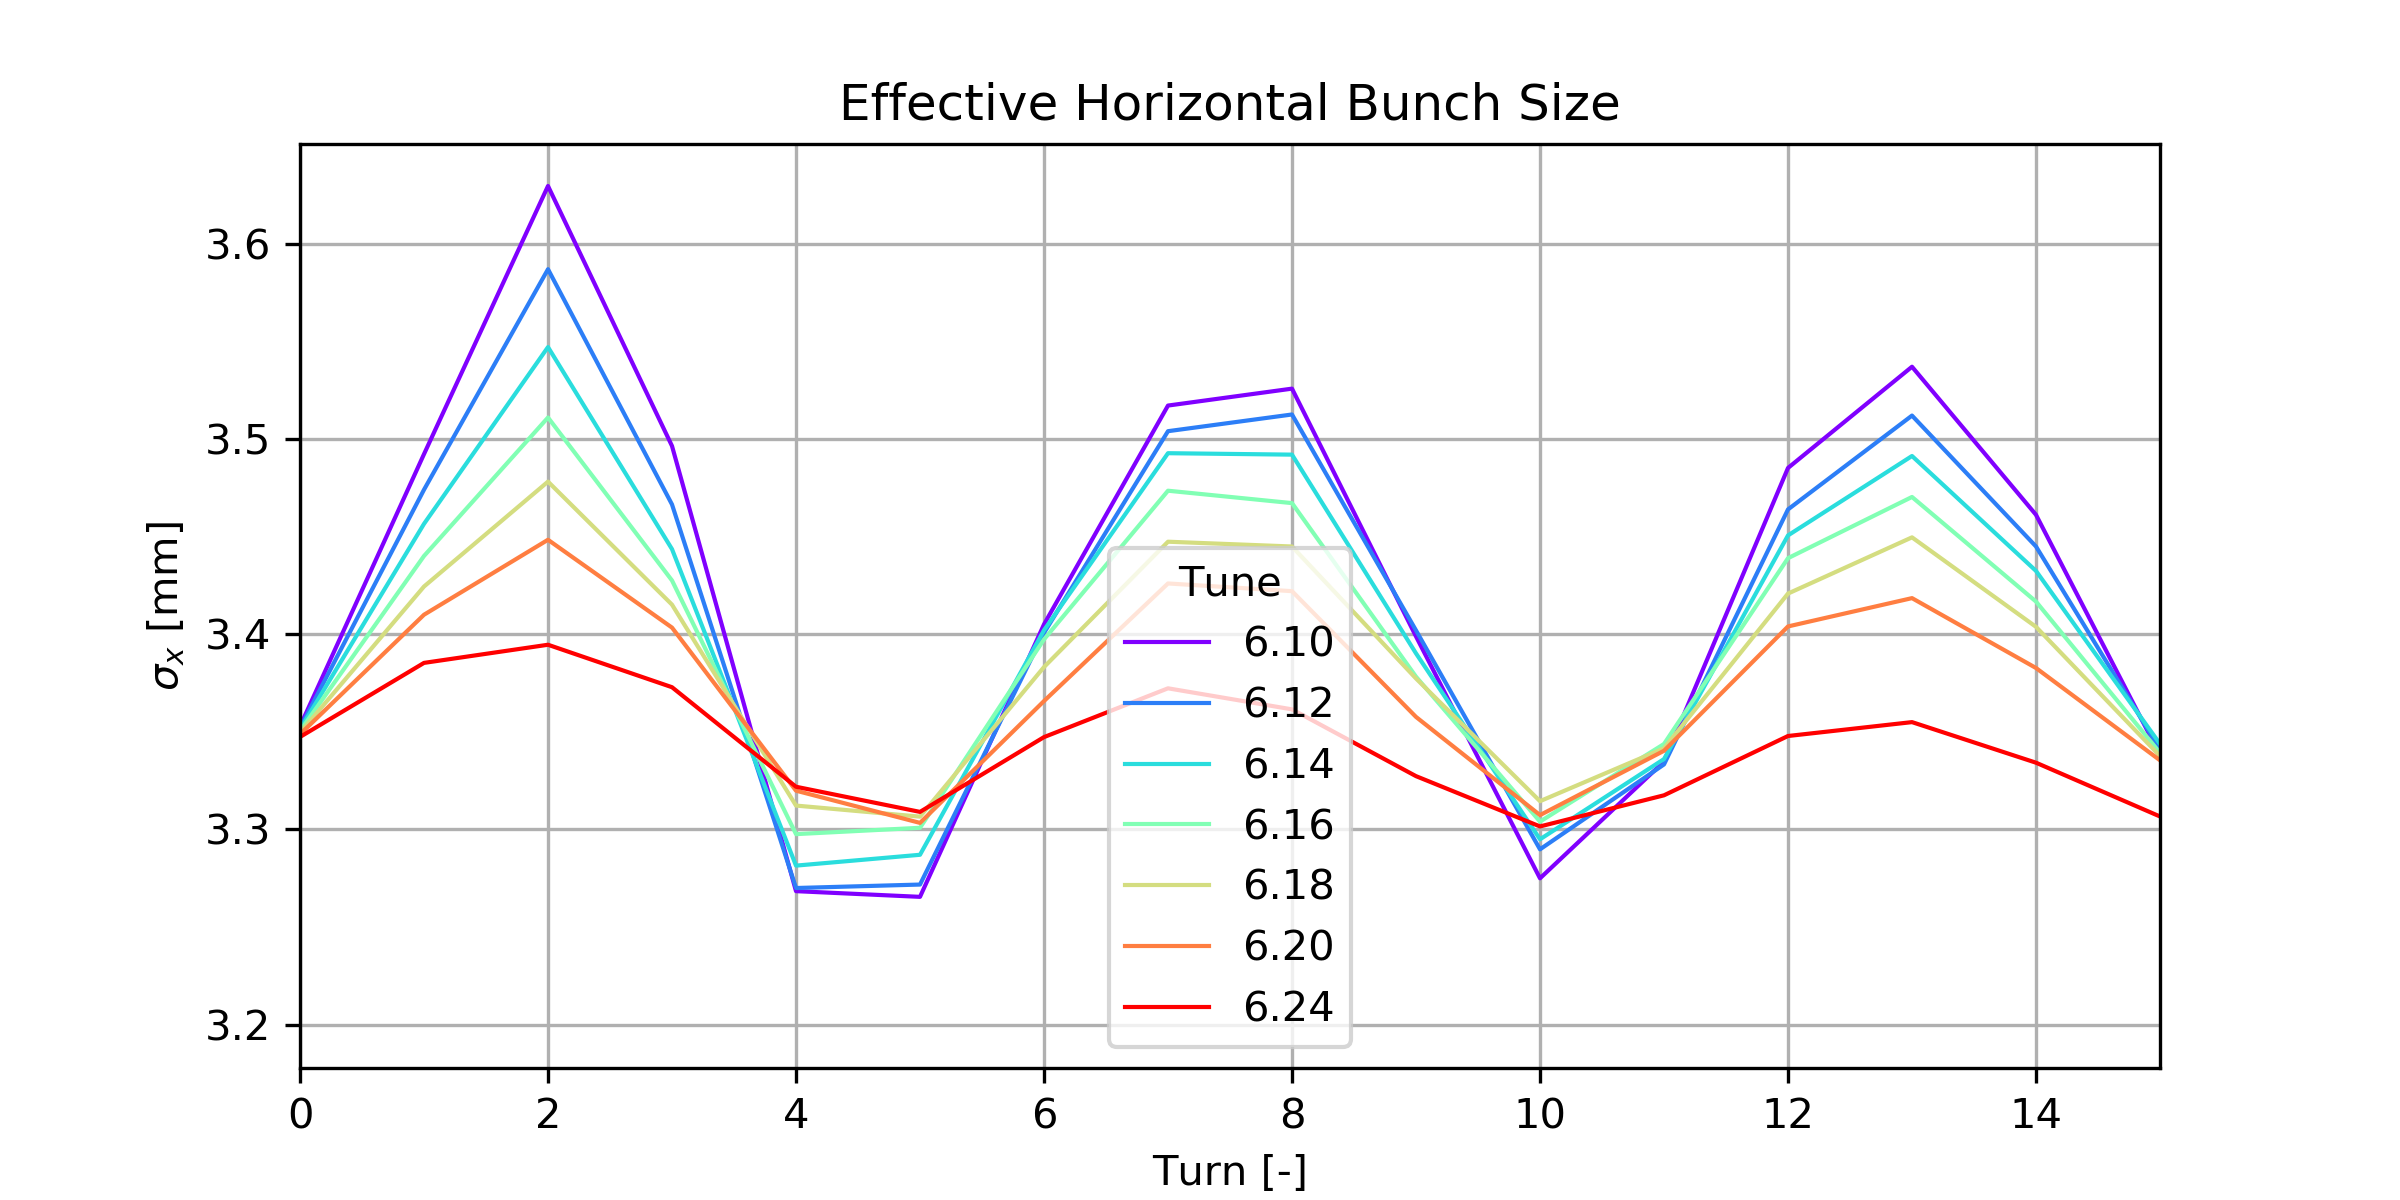 Effective Horizontal Bunch Size
σx [mm]
3.6
3.5
3.4
3.3
3.2
Tune
6.10
6.12
6.14
6.16
6.18
6.20
6.24
0 2 4 6 8 10 12 14
Turn [-]